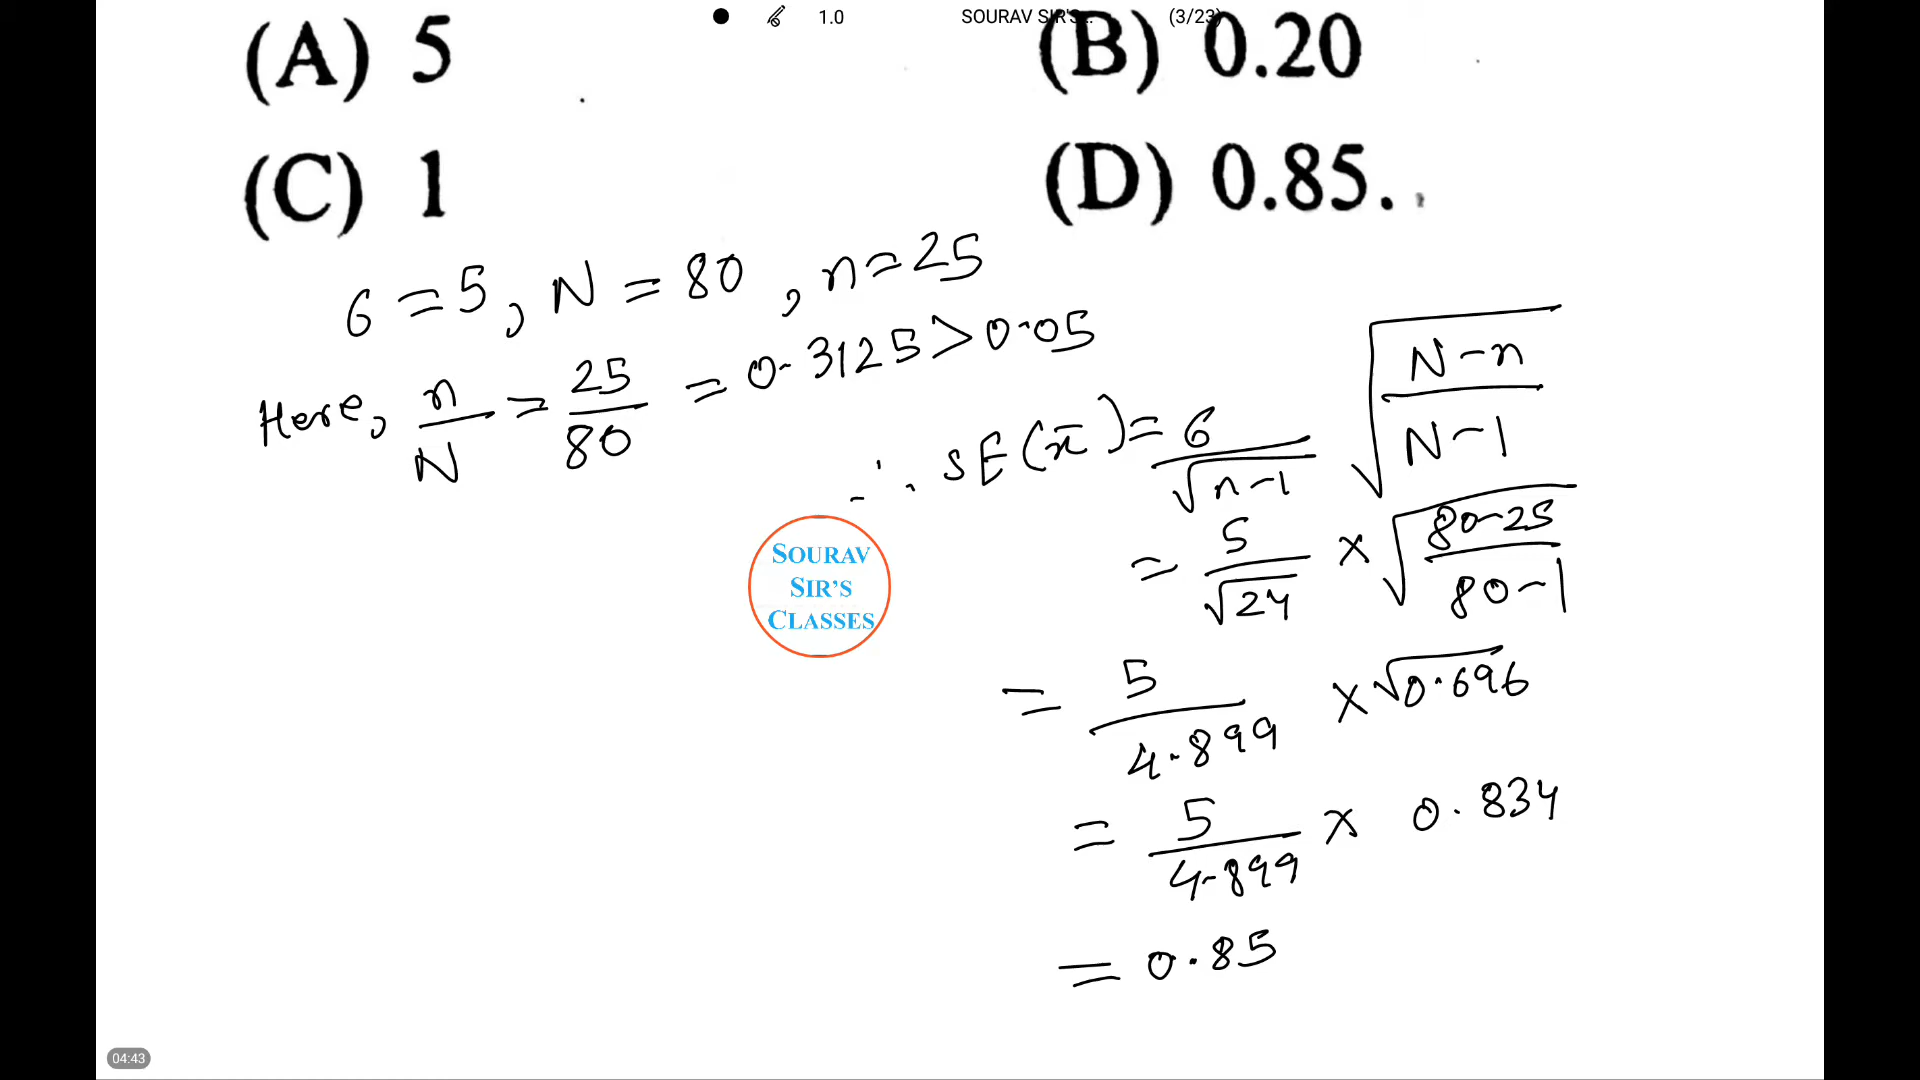 1.0 SOURAV SIR'S... (3/23)
(A) 5 (B) 0.20
(C) 1 (D) 0.85.
6 = 5, N = 80, n = 25
Here, n/N = 25/80 = 0.3125 > 0.05
∴ SE(x̄) = 6/√n-1 √N-n/N-1
= 5/√24 × √80-25/80-1
= 5/4.899 × √0.696
= 5/4.899 × 0.834
= 0.85
SOURAV
SIR'S
CLASSES
04:43